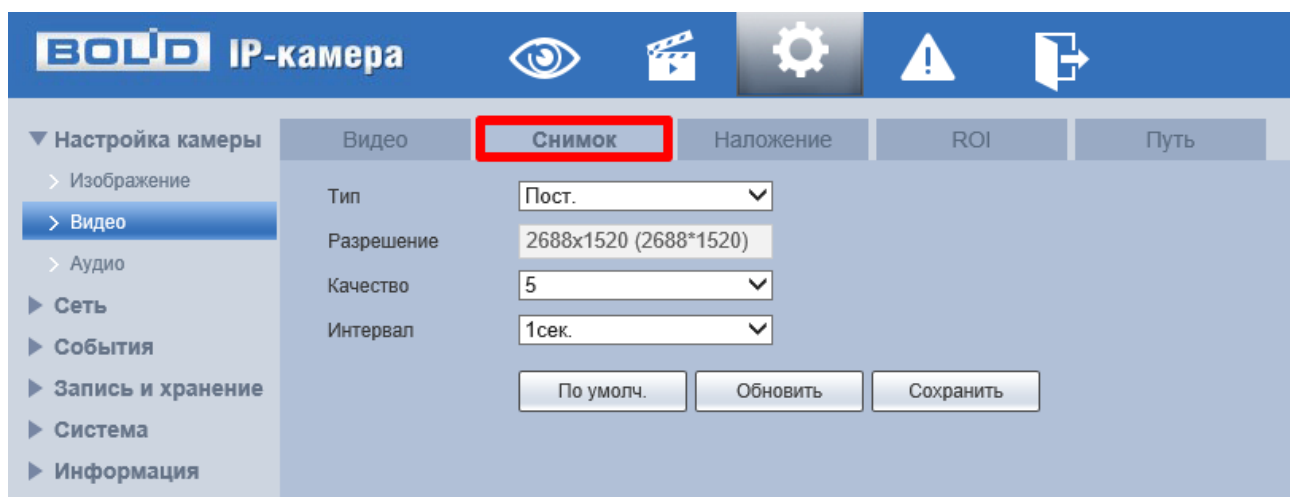 BOLID IP-камера
Настройка камеры
Видео
Снимок
Наложение
ROI
Путь
Изображение
Видео
Аудио
Сеть
События
Запись и хранение
Система
Информация
Тип
Пост.
Разрешение
2688x1520 (2688*1520)
Качество
5
Интервал
1сек.
По умолч.
Обновить
Сохранить